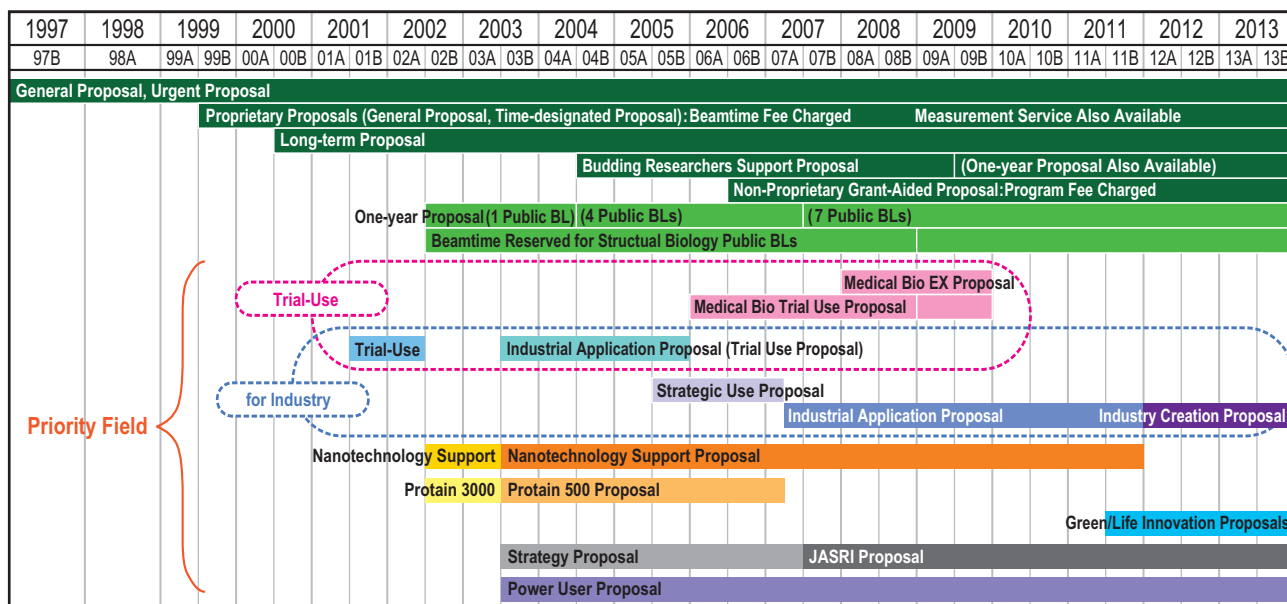 1997 1998 1999 2000 2001 2002 2003 2004 2005 2006 2007 2008 2009 2010 2011 2012 2013
97B 98A 99A 99B 00A 00B 01A 01B 02A 02B 03A 03B 04A 04B 05A 05B 06A 06B 07A 07B 08A 08B 09A 09B 10A 10B 11A 11B 12A 12B 13A 13B
General Proposal, Urgent Proposal
Proprietary Proposals (General Proposal, Time-designated Proposal): Beamtime Fee Charged Measurement Service Also Available
Long-term Proposal
Budding Researchers Support Proposal (One-year Proposal Also Available)
Non-Proprietary Grant-Aided Proposal:Program Fee Charged
One-year Proposal (1 Public BL) (4 Public BLs) (7 Public BLs)
Beamtime Reserved for Structual Biology Public BLs
Medical Bio EX Proposal
Trial-Use
Medical Bio Trial Use Proposal
Trial-Use Industrial Application Proposal (Trial Use Proposal)
Strategic Use Proposal
for Industry
Industrial Application Proposal Industry Creation Proposal
Priority Field
Nanotechnology Support Nanotechnology Support Proposal
Protain 3000 Protain 500 Proposal
Green/Life Innovation Proposals
Strategy Proposal JASRI Proposal
Power User Proposal